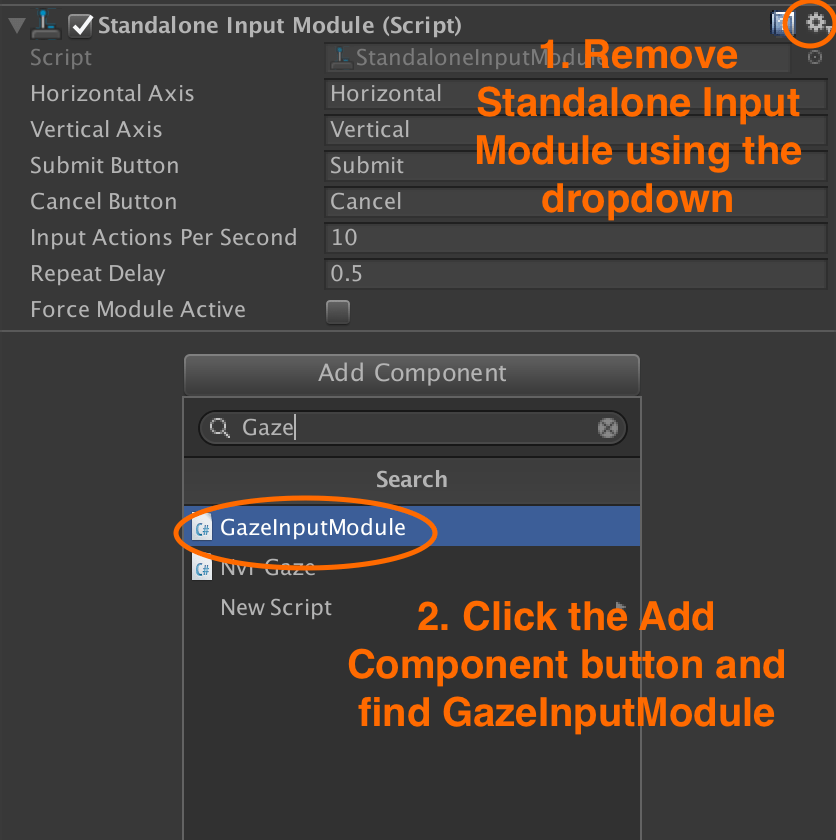 Standalone Input Module (Script)
1. Remove
Standalone Input
Module using the
dropdown
Script StandaloneInputModule
Horizontal Axis Horizontal
Vertical Axis Vertical
Submit Button Submit
Cancel Button Cancel
Input Actions Per Second 10
Repeat Delay 0.5
Force Module Active
Add Component
Gaze
Search
C# GazeInputModule
C# Nvr Gaze
New Script
2. Click the Add
Component button and
find GazeInputModule